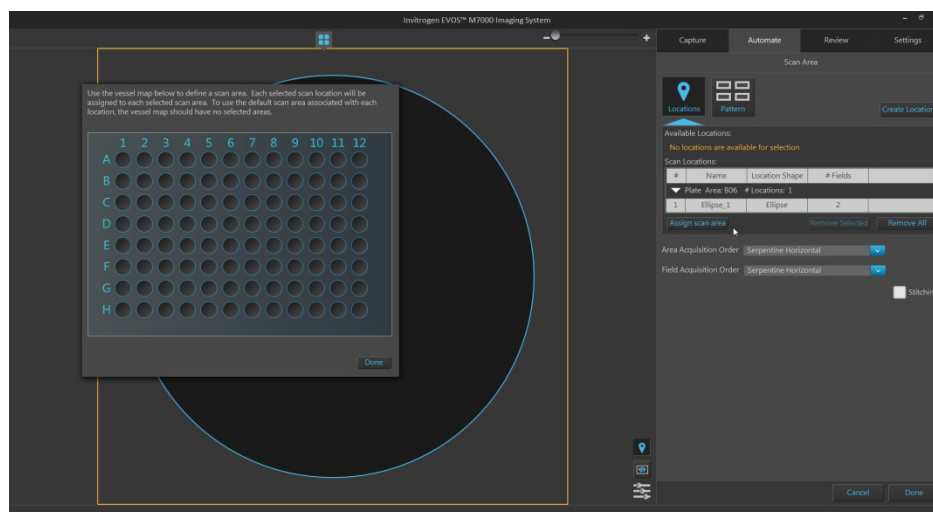 Invitrogen EVOS™ M7000 Imaging System
Capture Automate Review Settings
Scan Area
Locations Pattern
Create Location
Use the vessel map below to define a scan area. Each selected scan location will be
assigned to each selected scan area. To use the default scan area associated with each
location, the vessel map should have no selected areas.
1 2 3 4 5 6 7 8 9 10 11 12
A
B
C
D
E
F
G
H
Done
Available Locations:
No locations are available for selection
Scan Locations:
# Name Location Shape # Fields
Plate Area: B06 # Locations: 1
1 Ellipse_1 Ellipse 2
Assign scan area Remove Selected Remove All
Area Acquisition Order Serpentine Horizontal
Field Acquisition Order Serpentine Horizontal
Stitchin
Cancel Done